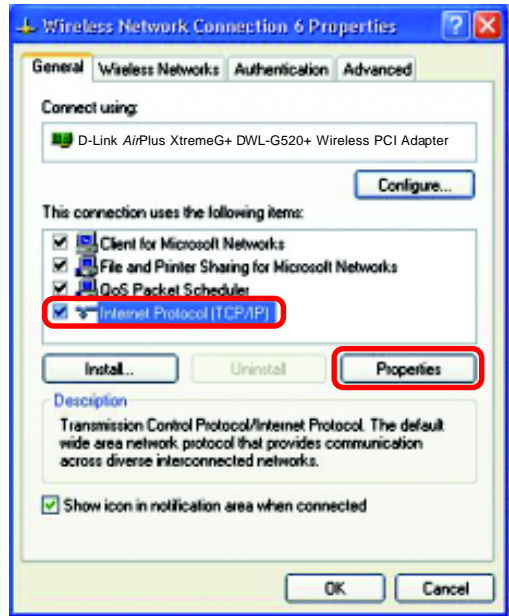 Wireless Network Connection 6 Properties
General Wireless Networks Authentication Advanced
Connect using:
D-Link AirPlus XtremeG+ DWL-G520+ Wireless PCI Adapter
Configure...
This connection uses the following items:
Client for Microsoft Networks
File and Printer Sharing for Microsoft Networks
QoS Packet Scheduler
Internet Protocol (TCP/IP)
Install... Uninstall Properties
Description
Transmission Control Protocol/Internet Protocol. The default
wide area network protocol that provides communication
across diverse interconnected networks.
Show icon in notification area when connected
OK Cancel